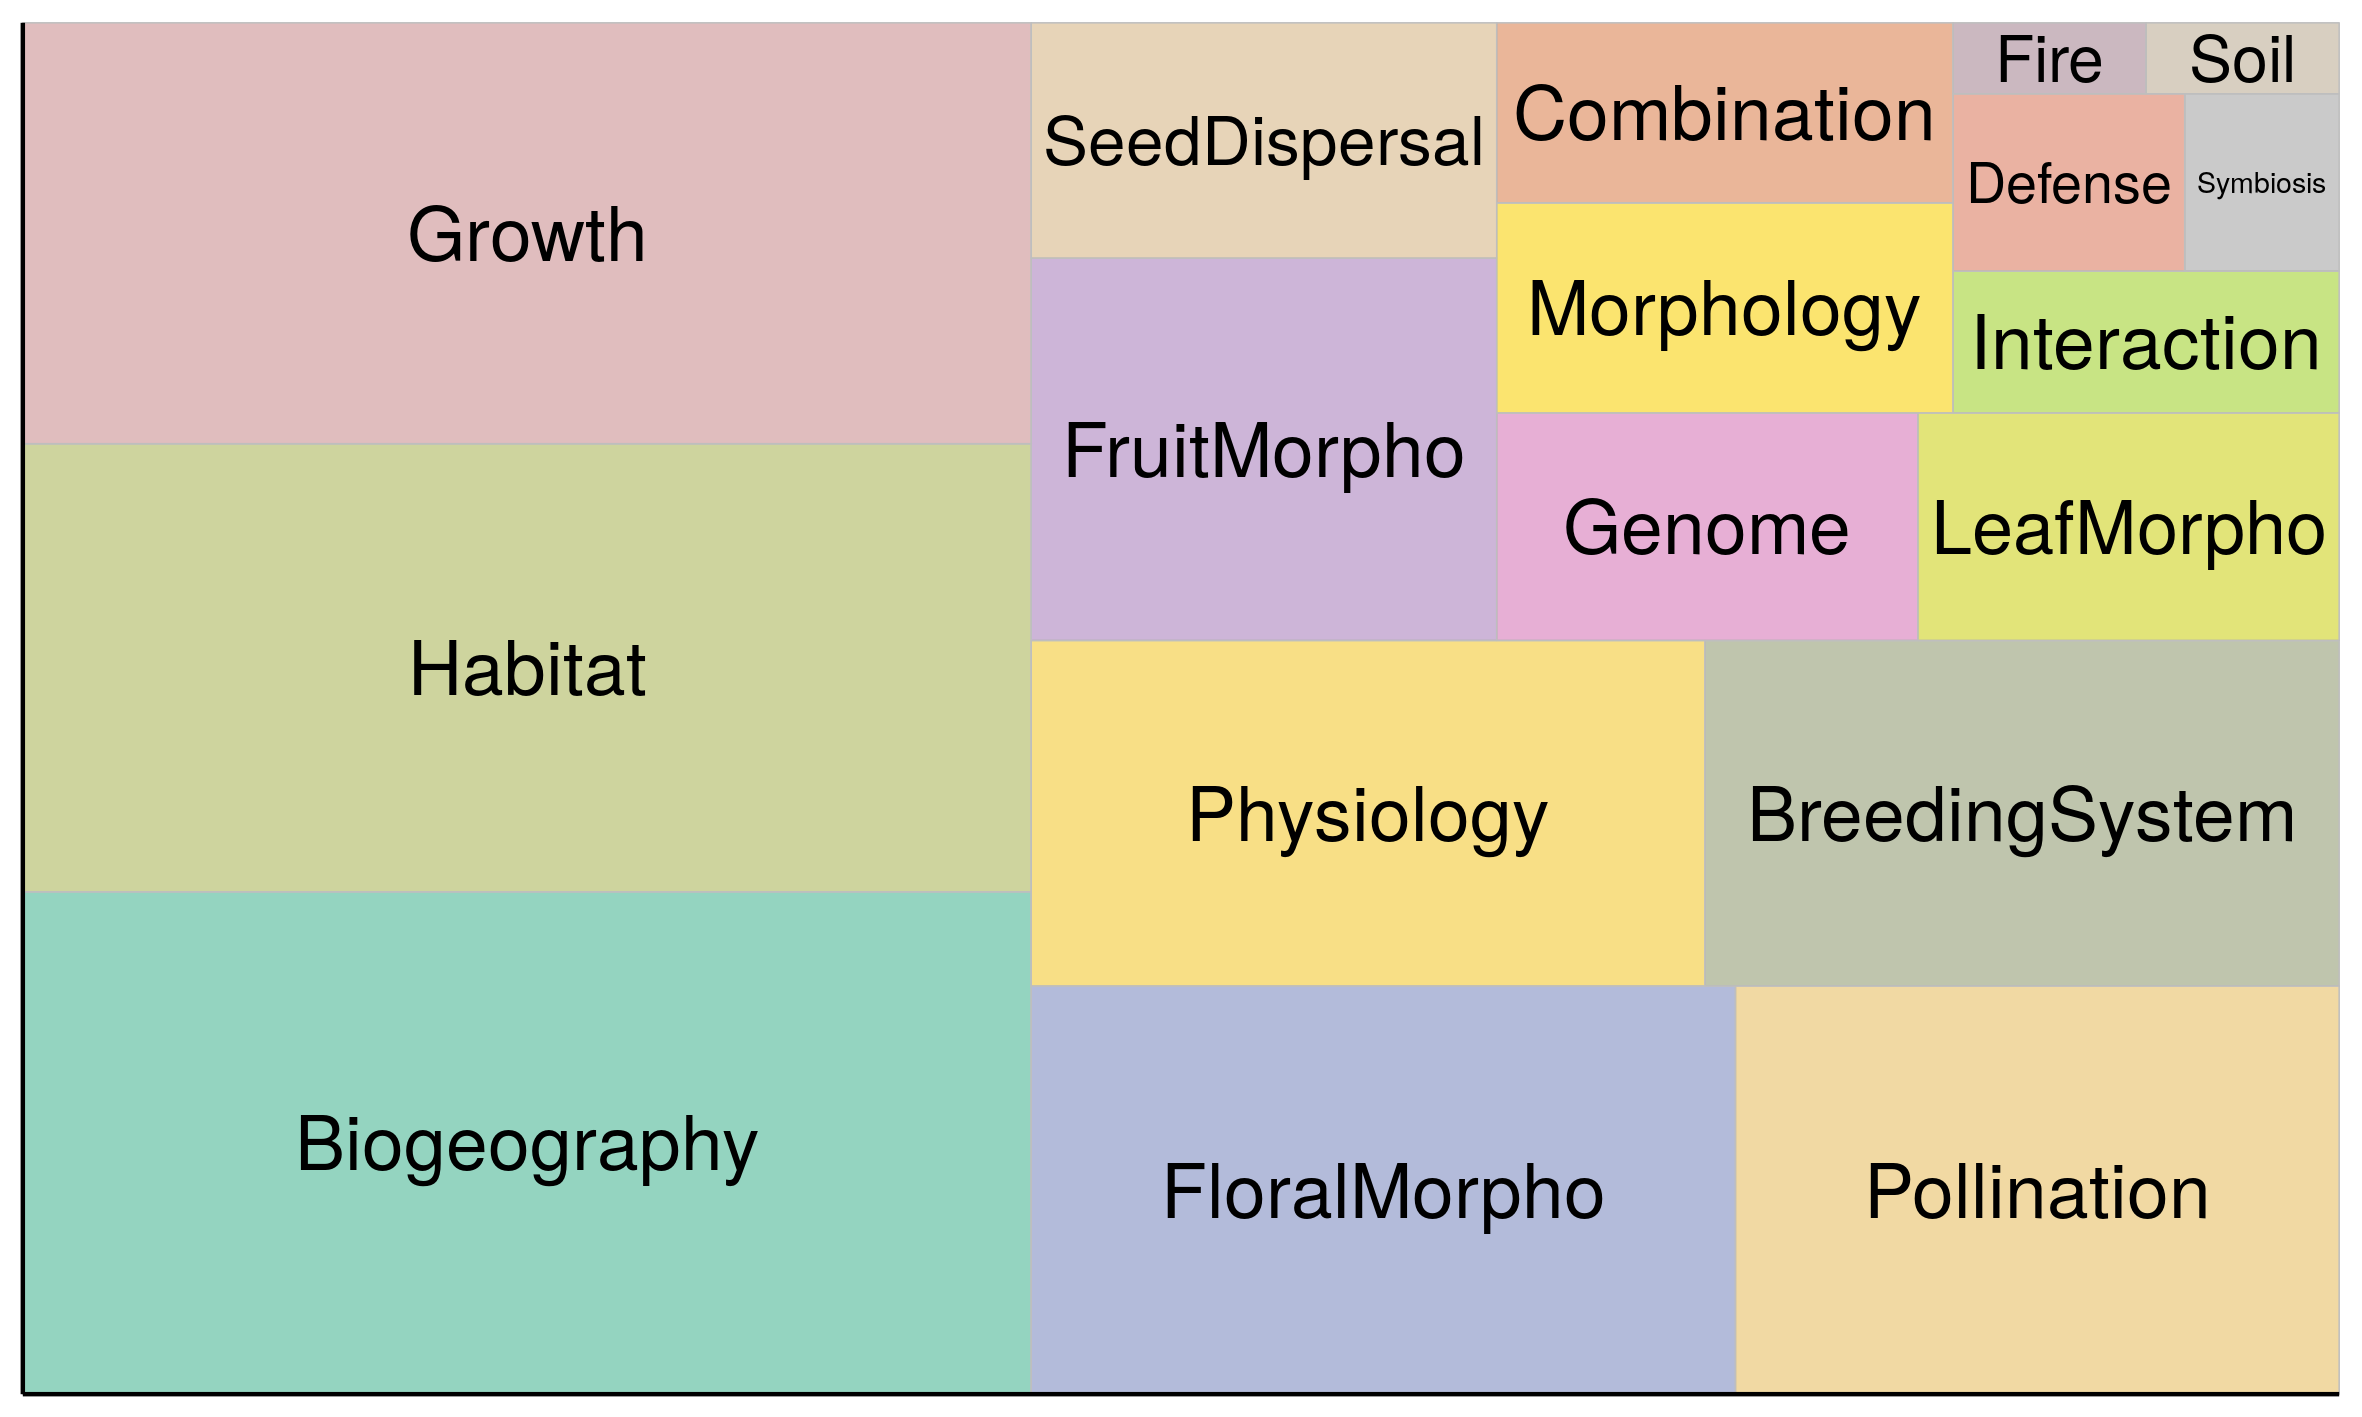 Growth
Habitat
Biogeography
SeedDispersal
FruitMorpho
Combination
Morphology
Fire
Soil
Defense
Symbiosis
Interaction
Genome
LeafMorpho
Physiology
BreedingSystem
FloralMorpho
Pollination